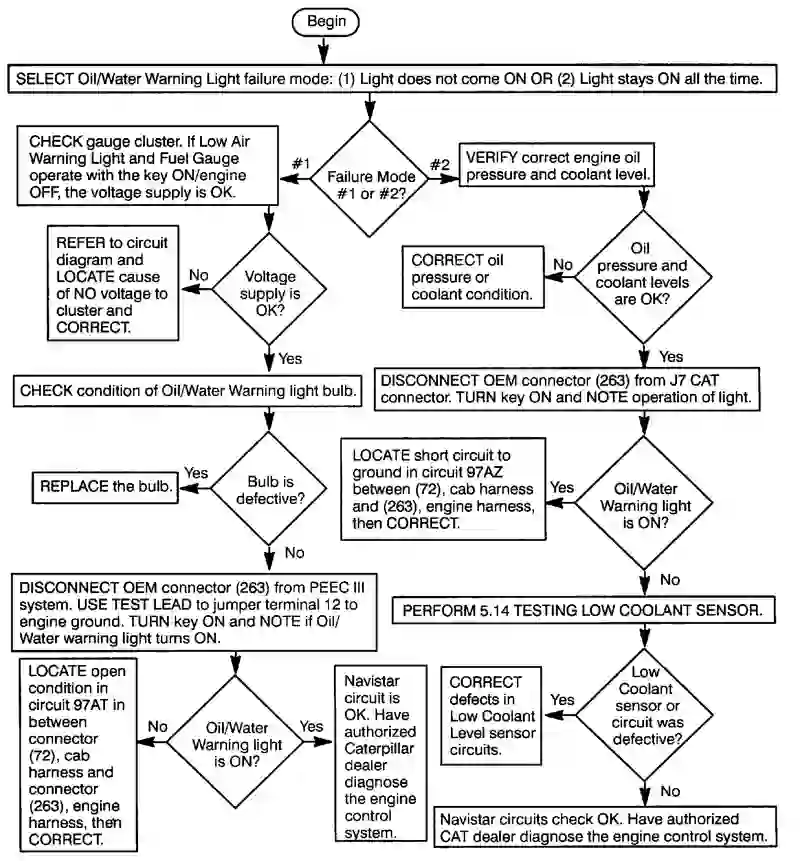 Begin
SELECT Oil/Water Warning Light failure mode: (1) Light does not come ON OR (2) Light stays ON all the time.
CHECK gauge cluster. If Low Air
Warning Light and Fuel Gauge
operate with the key ON/engine
OFF, the voltage supply is OK.
#1
Failure Mode
#1 or #2?
#2
VERIFY correct engine oil
pressure and coolant level.
REFER to circuit
diagram and
LOCATE cause
of NO voltage to
cluster and
CORRECT.
No
Voltage
supply is
OK?
Yes
CORRECT oil
pressure or
coolant condition.
No
Oil
pressure and
coolant levels
are OK?
Yes
CHECK condition of Oil/Water Warning light bulb.
DISCONNECT OEM connector (263) from J7 CAT
connector. TURN key ON and NOTE operation of light.
REPLACE the bulb.
Yes
Bulb is
defective?
No
LOCATE short circuit to
ground in circuit 97AZ
between (72), cab harness
and (263), engine harness,
then CORRECT.
Yes
Oil/Water
Warning light
is ON?
No
DISCONNECT OEM connector (263) from PEEC III
system. USE TEST LEAD to jumper terminal 12 to
engine ground. TURN key ON and NOTE if Oil/
Water warning light turns ON.
PERFORM 5.14 TESTING LOW COOLANT SENSOR.
LOCATE open
condition in
circuit 97AT in
between
connector
(72), cab
harness and
connector
(263), engine
harness, then
CORRECT.
No
Oil/Water
Warning light
is ON?
Yes
Navistar
circuit is
OK. Have
authorized
Caterpillar
dealer
diagnose
the engine
control
system.
CORRECT
defects in
Low Coolant
Level sensor
circuits.
Yes
Low
Coolant
sensor or
circuit was
defective?
No
Navistar circuits check OK. Have authorized
CAT dealer diagnose the engine control system.